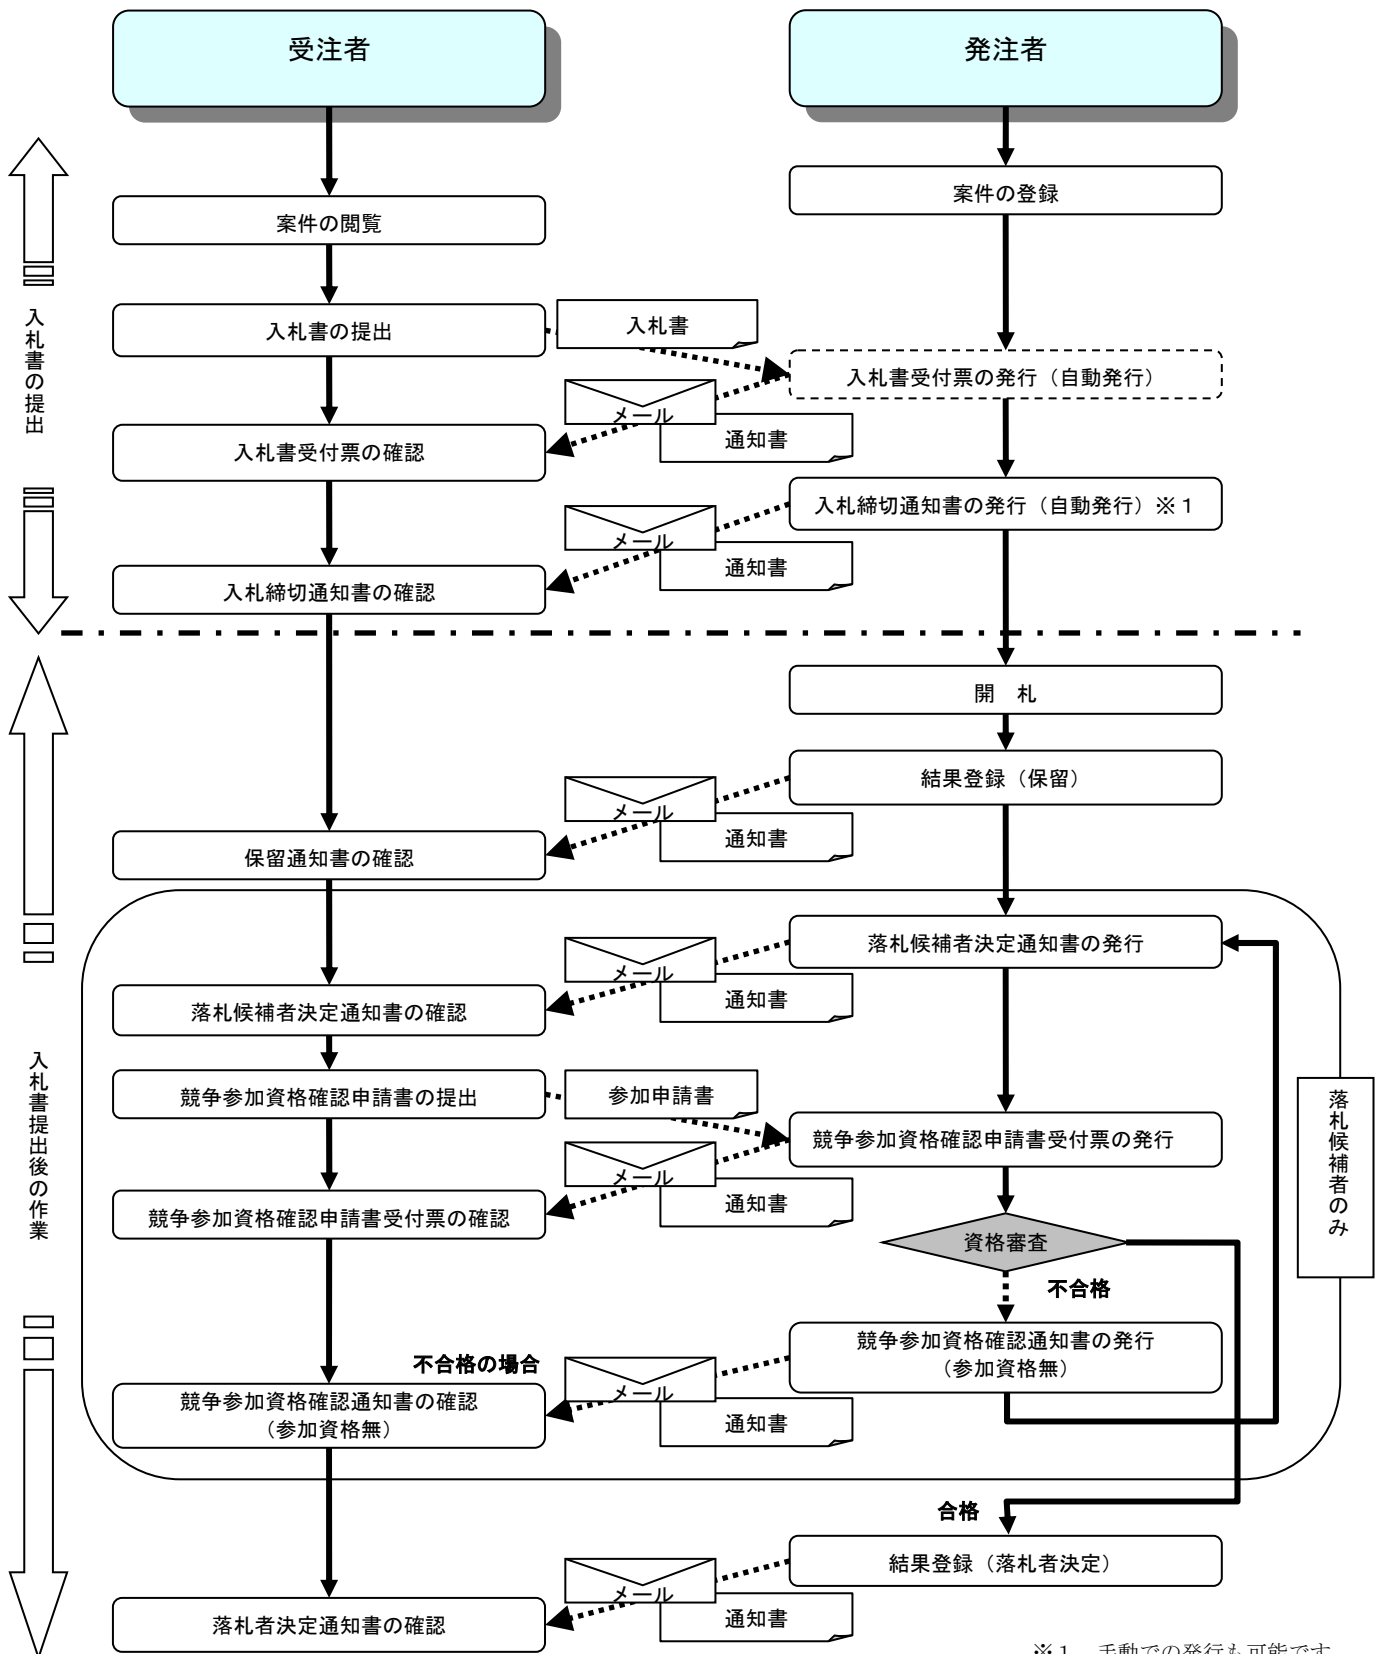 受注者
発注者
案件の登録
案件の閲覧
入札書の提出
入札書の提出
入札書
入札書受付票の発行（自動発行）
メール
通知書
入札書受付票の確認
入札締切通知書の発行（自動発行）※１
メール
通知書
入札締切通知書の確認
開　札
結果登録（保留）
メール
通知書
保留通知書の確認
落札候補者決定通知書の発行
メール
通知書
落札候補者決定通知書の確認
入札書提出後の作業
落札候補者のみ
競争参加資格確認申請書の提出
参加申請書
競争参加資格確認申請書受付票の発行
メール
通知書
競争参加資格確認申請書受付票の確認
資格審査
不合格
競争参加資格確認通知書の発行
（参加資格無）
不合格の場合
メール
通知書
競争参加資格確認通知書の確認
（参加資格無）
合格
結果登録（落札者決定）
メール
通知書
落札者決定通知書の確認
※１　手動での発行も可能です